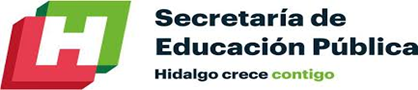 H
Secretaría de
Educación Pública
Hidalgo crece contigo